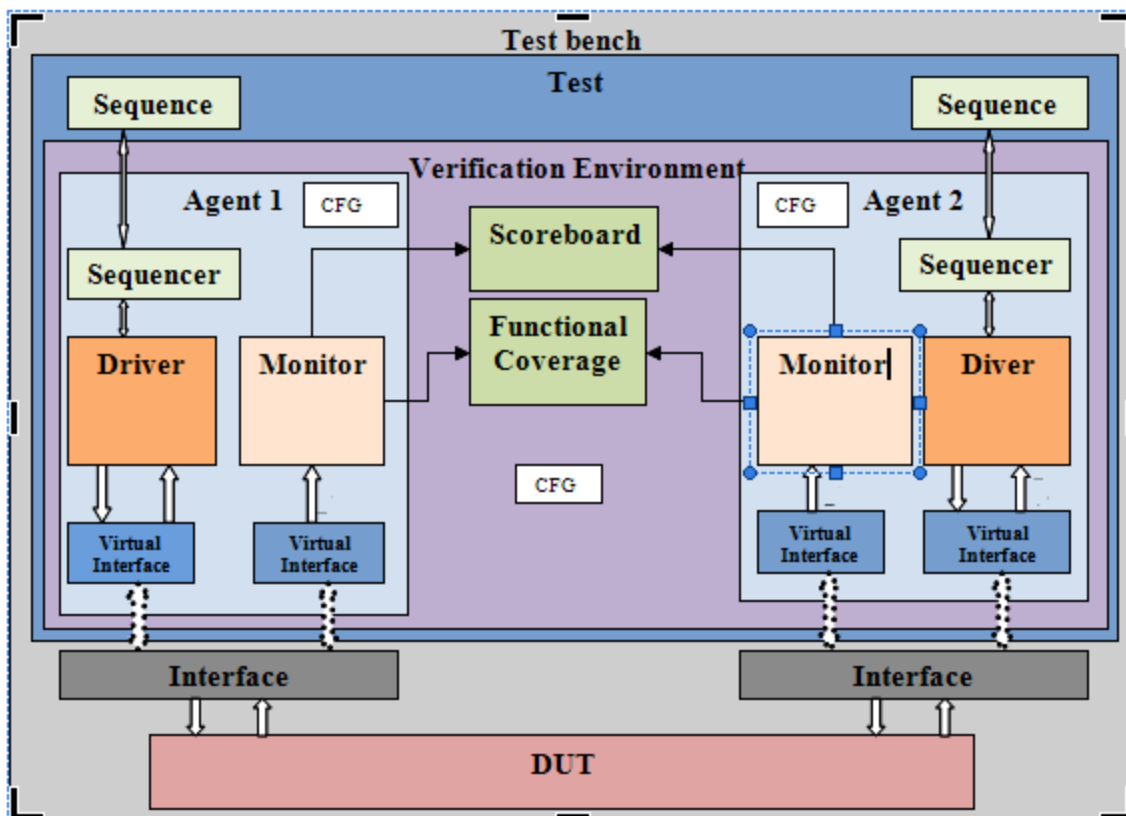 Test bench
Test
Sequence
Sequence
Verification Environment
Agent 1
CFG
CFG
Agent 2
Scoreboard
Sequencer
Sequencer
Functional
Coverage
Driver
Monitor
Monitor
Diver
CFG
Virtual
Interface
Virtual
Interface
Virtual
Interface
Virtual
Interface
Interface
Interface
DUT